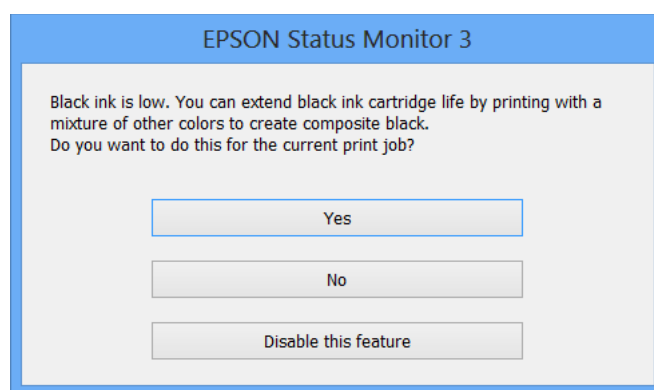 EPSON Status Monitor 3
Black ink is low. You can extend black ink cartridge life by printing with a
mixture of other colors to create composite black.
Do you want to do this for the current print job?
Yes
No
Disable this feature